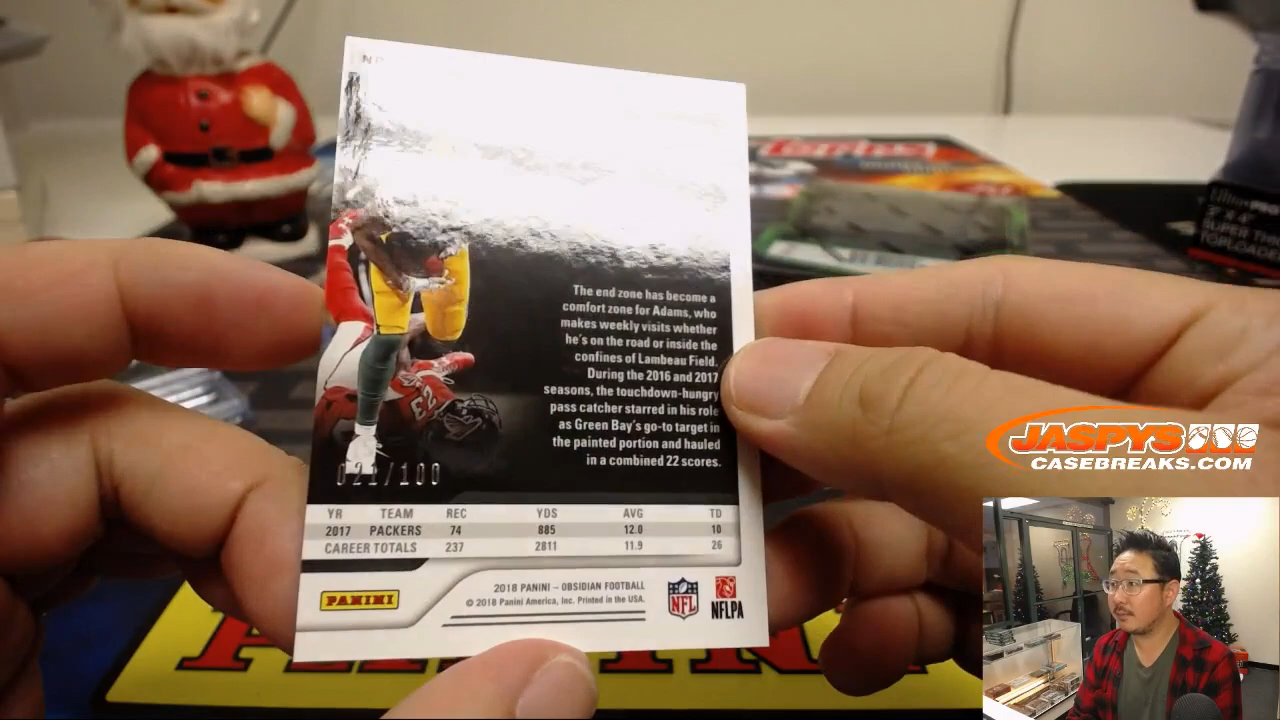 The end zone has become a
comfort zone for Adams, who
makes weekly visits whether
he's on the road or inside the
confines of Lambeau Field.
During the 2016 and 2017
seasons, the touchdown-hungry
pass catcher starred in his role
as Green Bay's go-to target in
the painted portion and hauled
in a combined 22 scores.
021/100
YR TEAM REC YDS AVG TD
2017 PACKERS 74 885 12.0 10
CAREER TOTALS 237 2811 11.9 26
2018 PANINI – OBSIDIAN FOOTBALL
© 2018 Panini America, Inc. Printed in the USA.
PANINI
NFL
NFLPA
23
JASPYS
CASEBREAKS.COM
SUPER
TOPLOADE